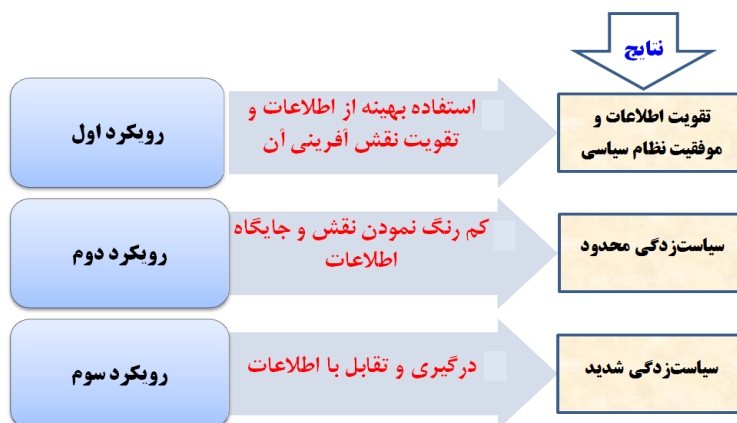 نتایج
رویکرد اول
استفاده بهینه از اطلاعات و
تقویت نقش آفرینی آن
تقویت اطلاعات و
موفقیت نظام سیاسی
رویکرد دوم
کم رنگ نمودن نقش و جایگاه
اطلاعات
سیاست‌زدگی محدود
رویکرد سوم
درگیری و تقابل با اطلاعات
سیاست‌زدگی شدید